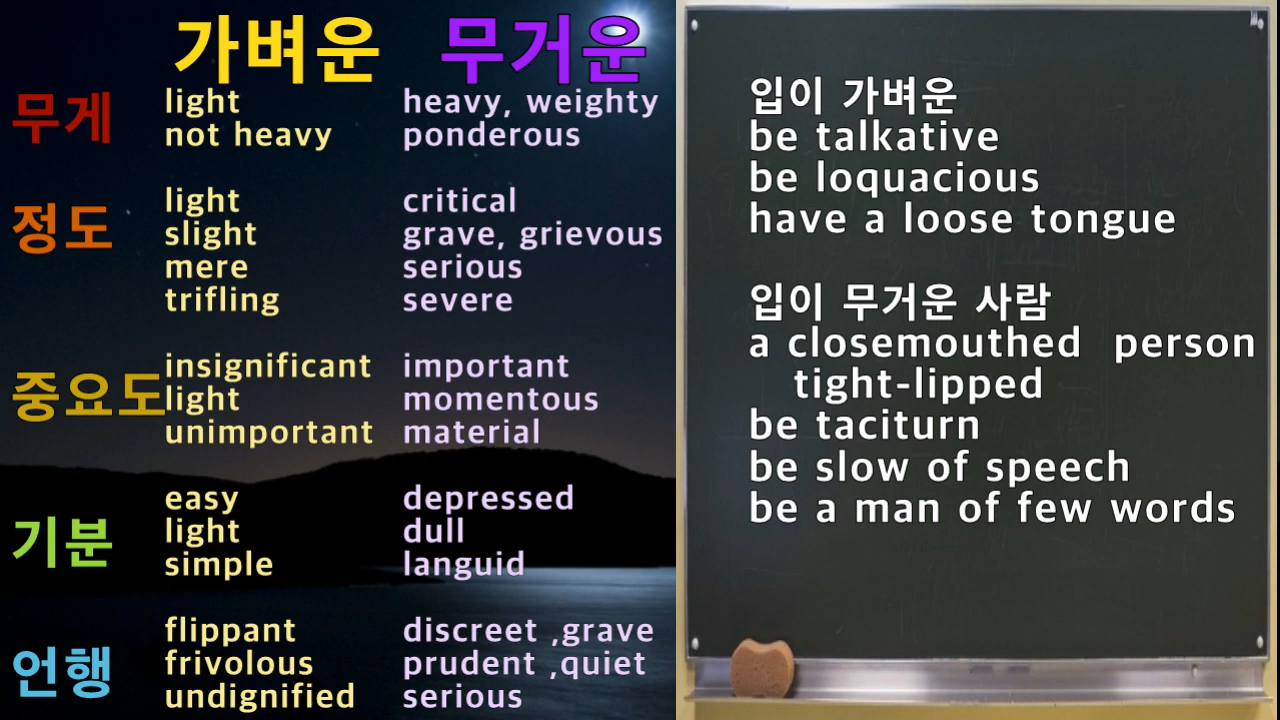 가벼운 무거운
무게 light heavy, weighty
not heavy ponderous
light critical
정도 slight grave, grievous
mere serious
trifling severe
insignificant important
중요도 light momentous
unimportant material
easy depressed
기분 light dull
simple languid
flippant discreet ,grave
언행 frivolous prudent ,quiet
undignified serious
입이 가벼운
be talkative
be loquacious
have a loose tongue
입이 무거운 사람
a closemouthed person
tight-lipped
be taciturn
be slow of speech
be a man of few words